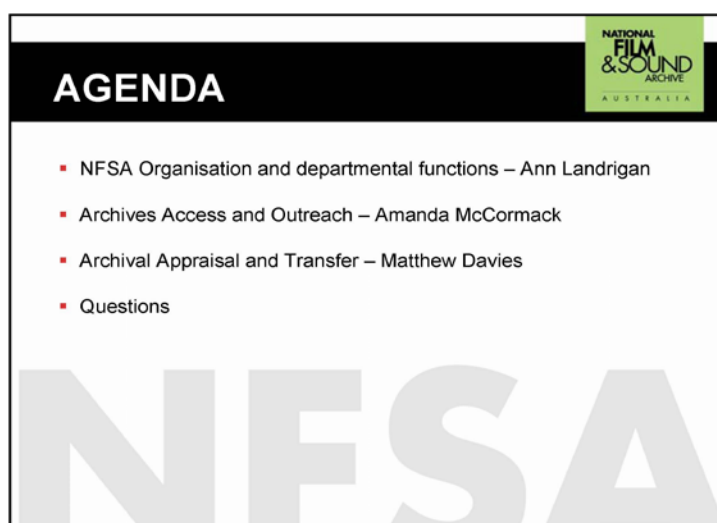 NATIONAL
FILM
& SOUND
ARCHIVE
AUSTRALIA
AGENDA
NFSA Organisation and departmental functions – Ann Landrigan
Archives Access and Outreach – Amanda McCormack
Archival Appraisal and Transfer – Matthew Davies
Questions
NFSA